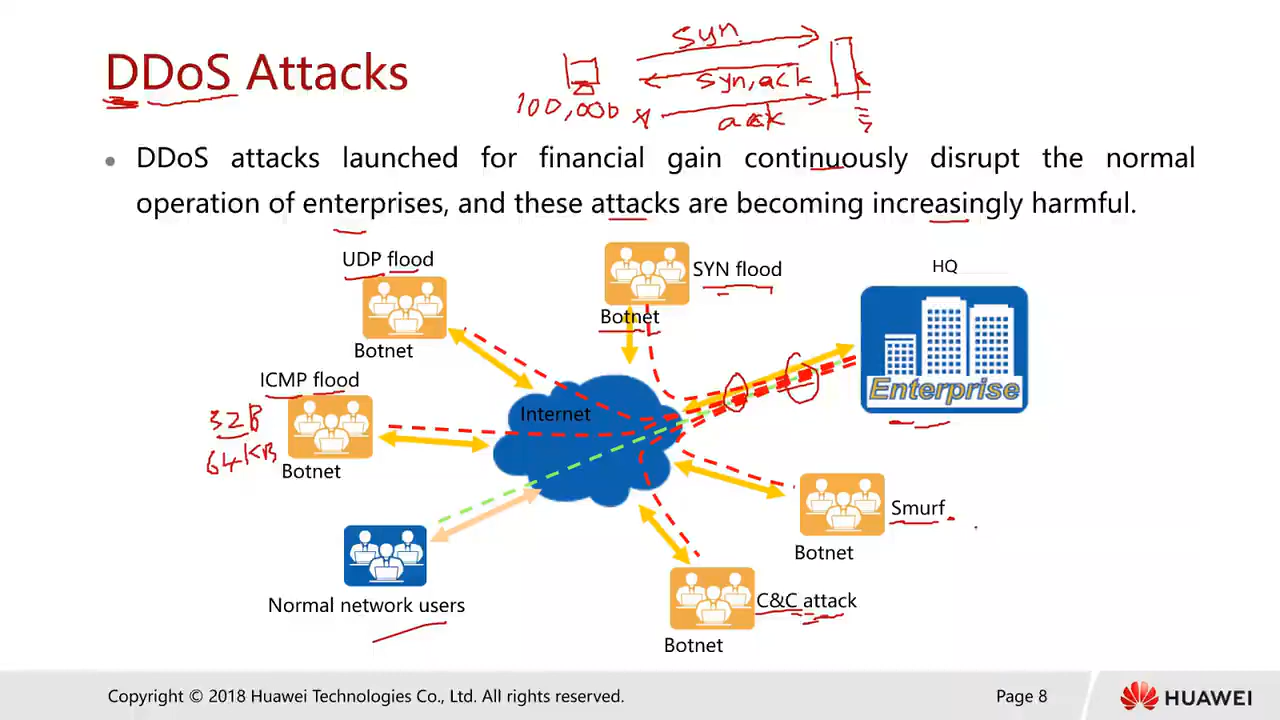 Syn
DDoS Attacks
Syn, ack
100,000
ack
DDoS attacks launched for financial gain continuously disrupt the normal
operation of enterprises, and these attacks are becoming increasingly harmful.
UDP flood
Botnet
SYN flood
Botnet
HQ
Enterprise
ICMP flood
32B
64KB
Botnet
Internet
Smurf
Botnet
Normal network users
C&C attack
Botnet
Copyright © 2018 Huawei Technologies Co., Ltd. All rights reserved.
Page 8
HUAWEI